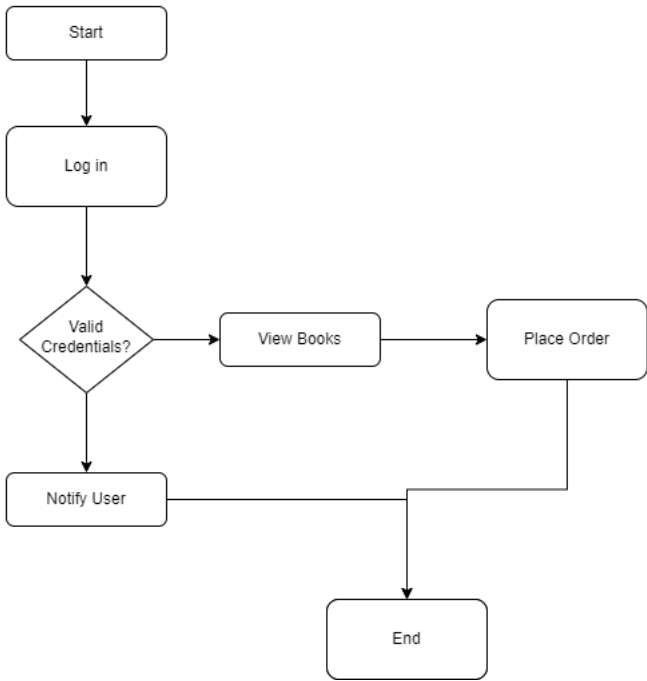 Start
Log in
Valid
Credentials?
View Books
Place Order
Notify User
End